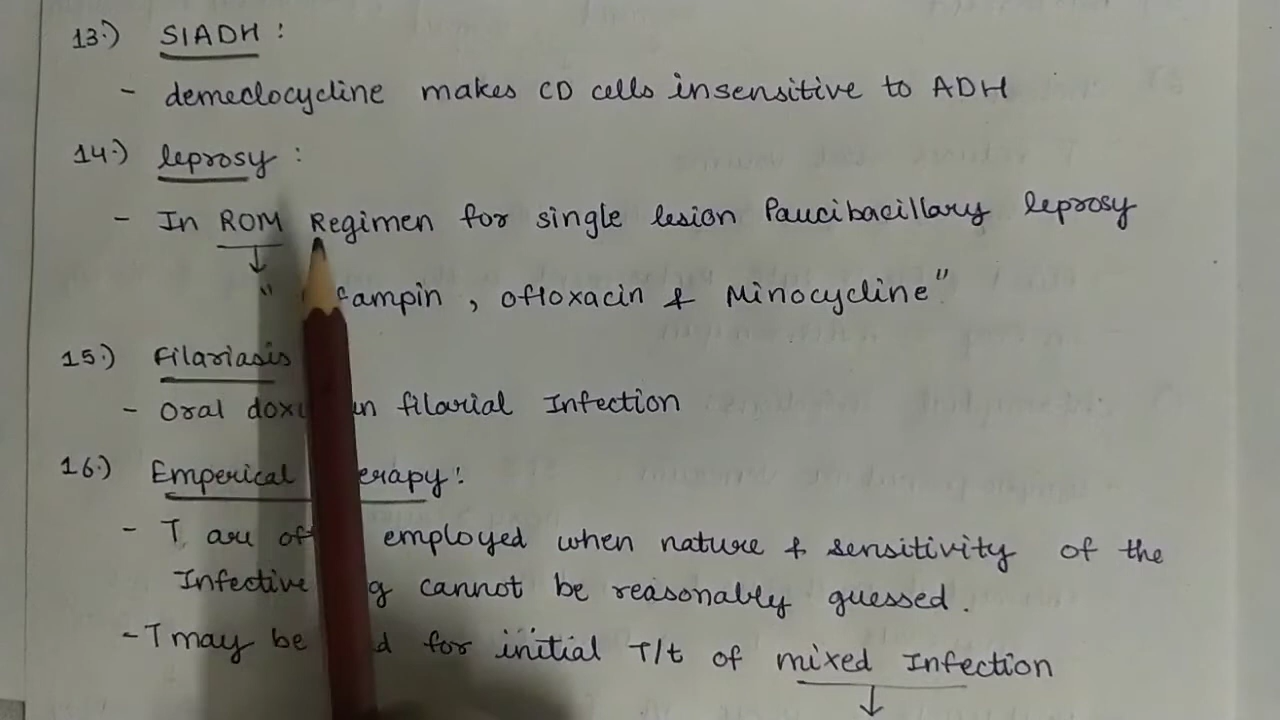 13.) SIADH :
- demeclocycline makes CD cells insensitive to ADH
14.) leprosy :
- In ROM Regimen for single lesion Paucibacillary leprosy
" fampin , ofloxacin & Minocycline"
15.) Filariasis
- Oral in filarial Infection
16.) Emperical erapy :
- T are employed when nature & sensitivity of the
Infective cannot be reasonably guessed .
- T may be for initial T/t of mixed Infection